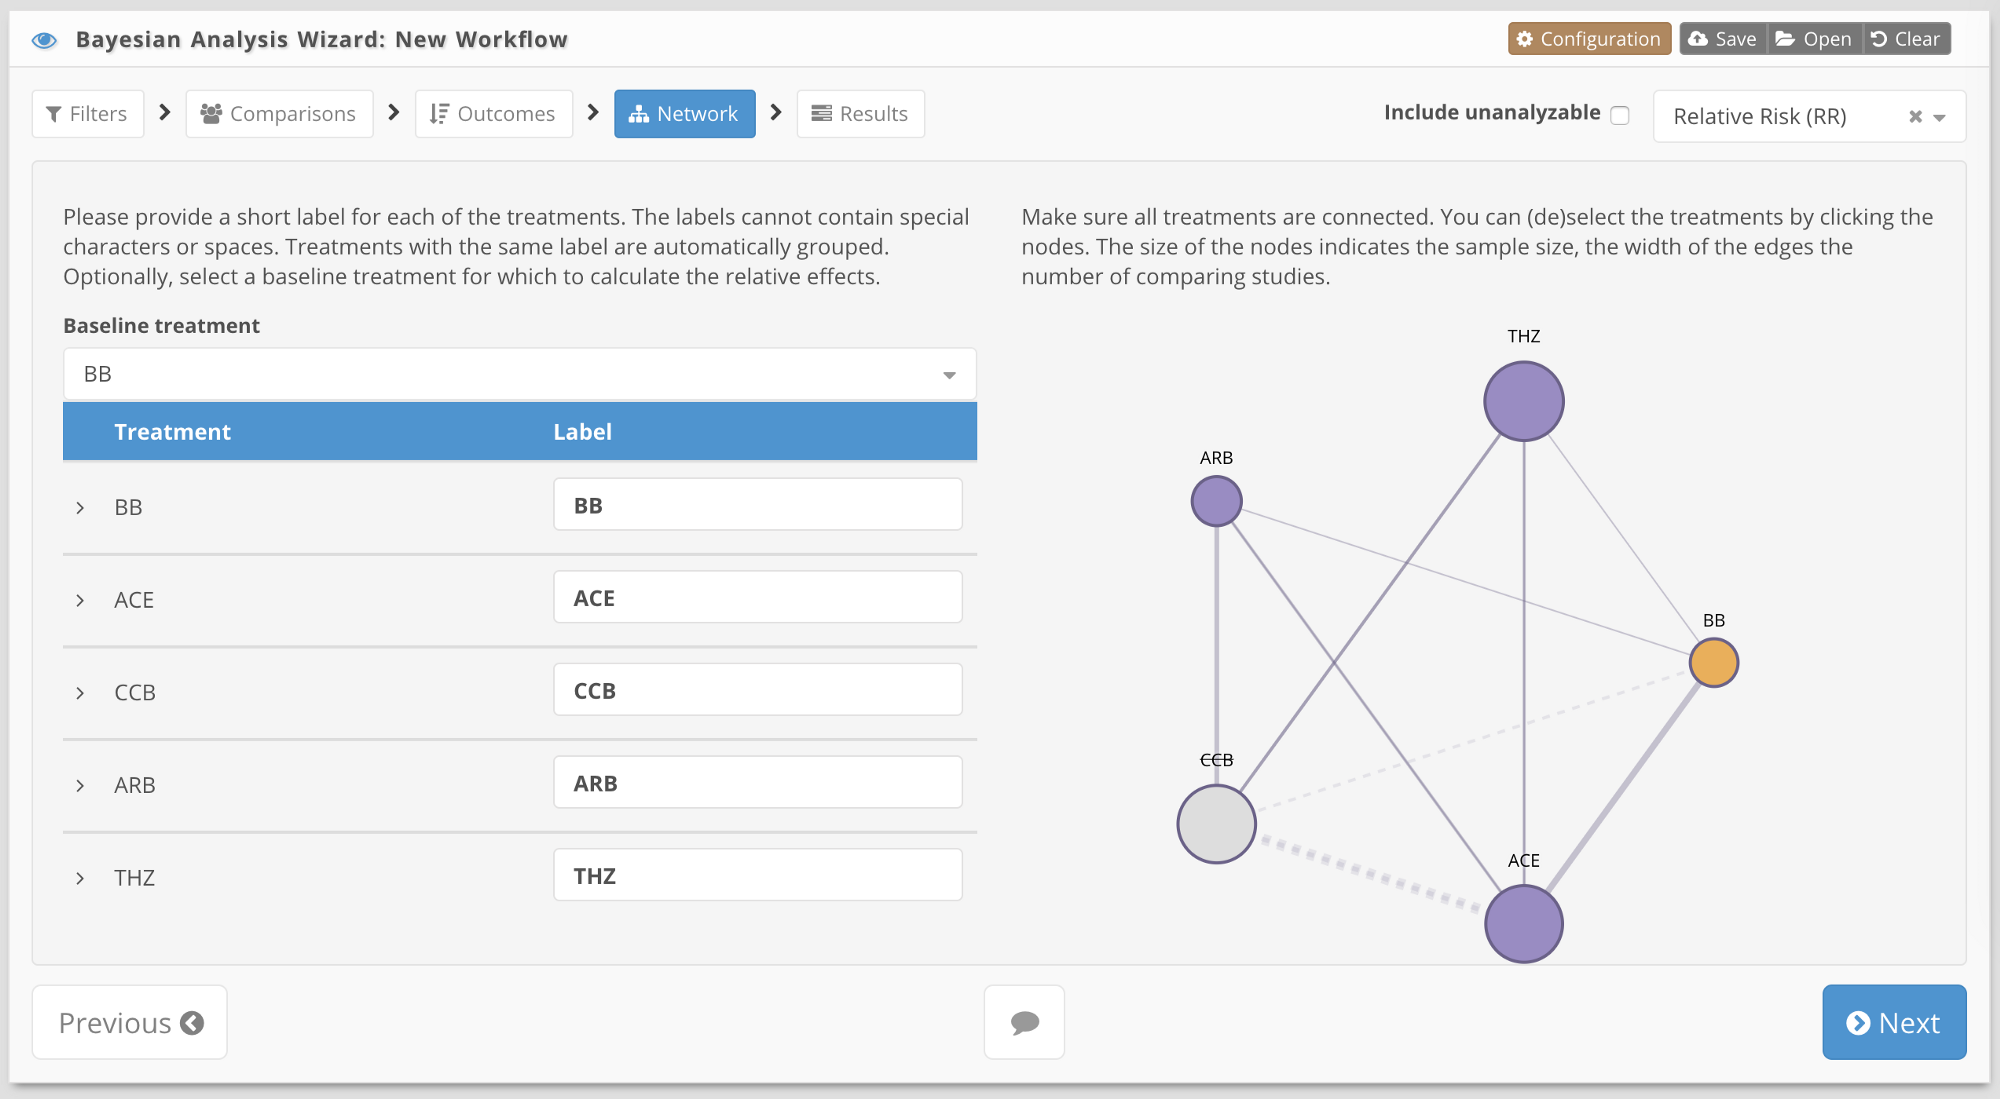 Bayesian Analysis Wizard: New Workflow
Configuration
Save
Open
Clear
Filters
Comparisons
Outcomes
Network
Results
Include unanalyzable
Relative Risk (RR)
Please provide a short label for each of the treatments. The labels cannot contain special
characters or spaces. Treatments with the same label are automatically grouped.
Optionally, select a baseline treatment for which to calculate the relative effects.
Baseline treatment
BB
Treatment Label
BB BB
ACE ACE
CCB CCB
ARB ARB
THZ THZ
Make sure all treatments are connected. You can (de)select the treatments by clicking the
nodes. The size of the nodes indicates the sample size, the width of the edges the
number of comparing studies.
THZ
ARB
BB
CCB
ACE
Previous
Next